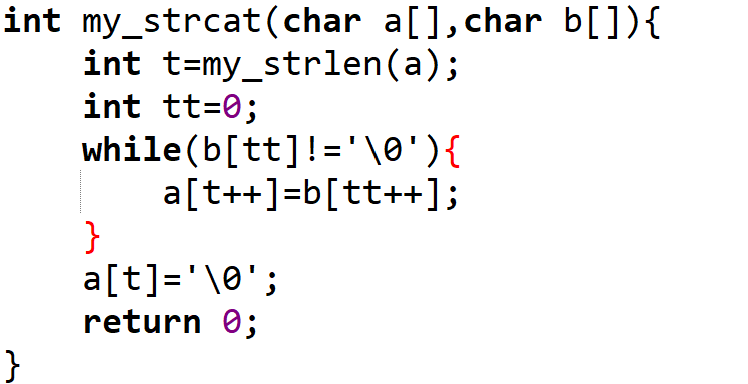 int my_strcat(char a[],char b[]){
    int t=my_strlen(a);
    int tt=0;
    while(b[tt]!='\0'){
        a[t++]=b[tt++];
    }
    a[t]='\0';
    return 0;
}